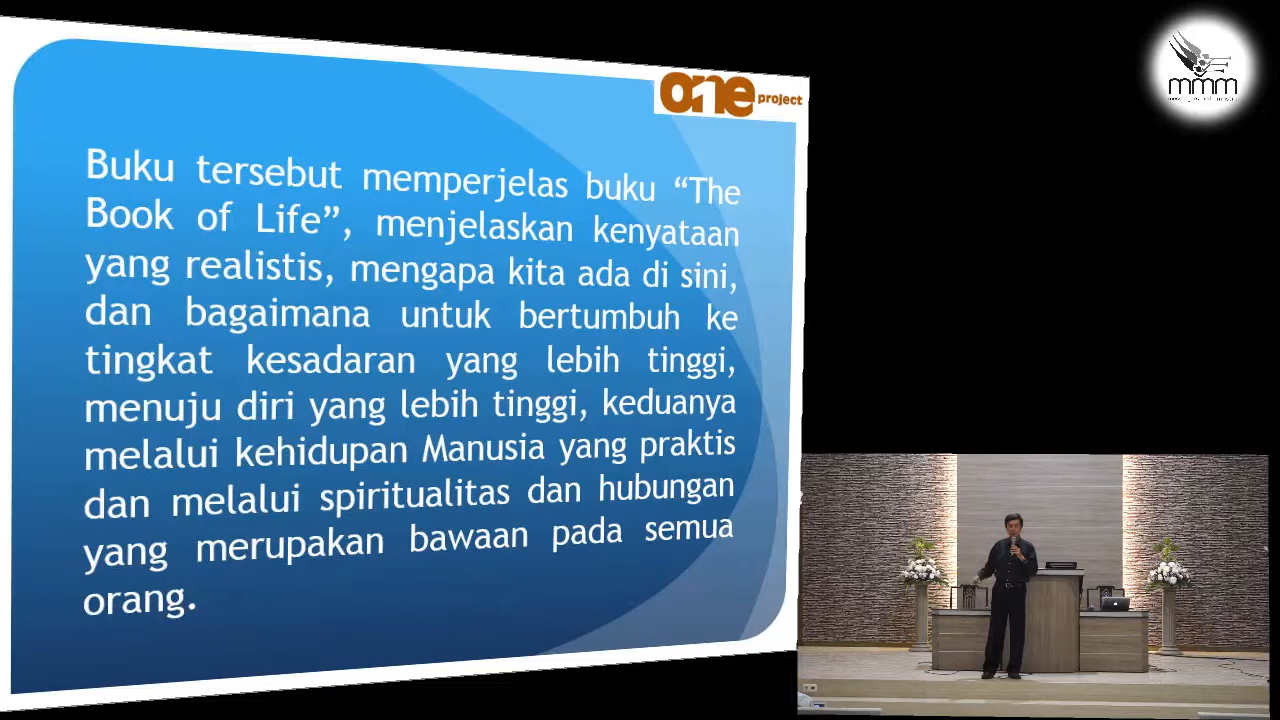 one project
mmm
Buku tersebut memperjelas buku “The
Book of Life”, menjelaskan kenyataan
yang realistis, mengapa kita ada di sini,
dan bagaimana untuk bertumbuh ke
tingkat kesadaran yang lebih tinggi,
menuju diri yang lebih tinggi, keduanya
melalui kehidupan Manusia yang praktis
dan melalui spiritualitas dan hubungan
yang merupakan bawaan pada semua
orang.